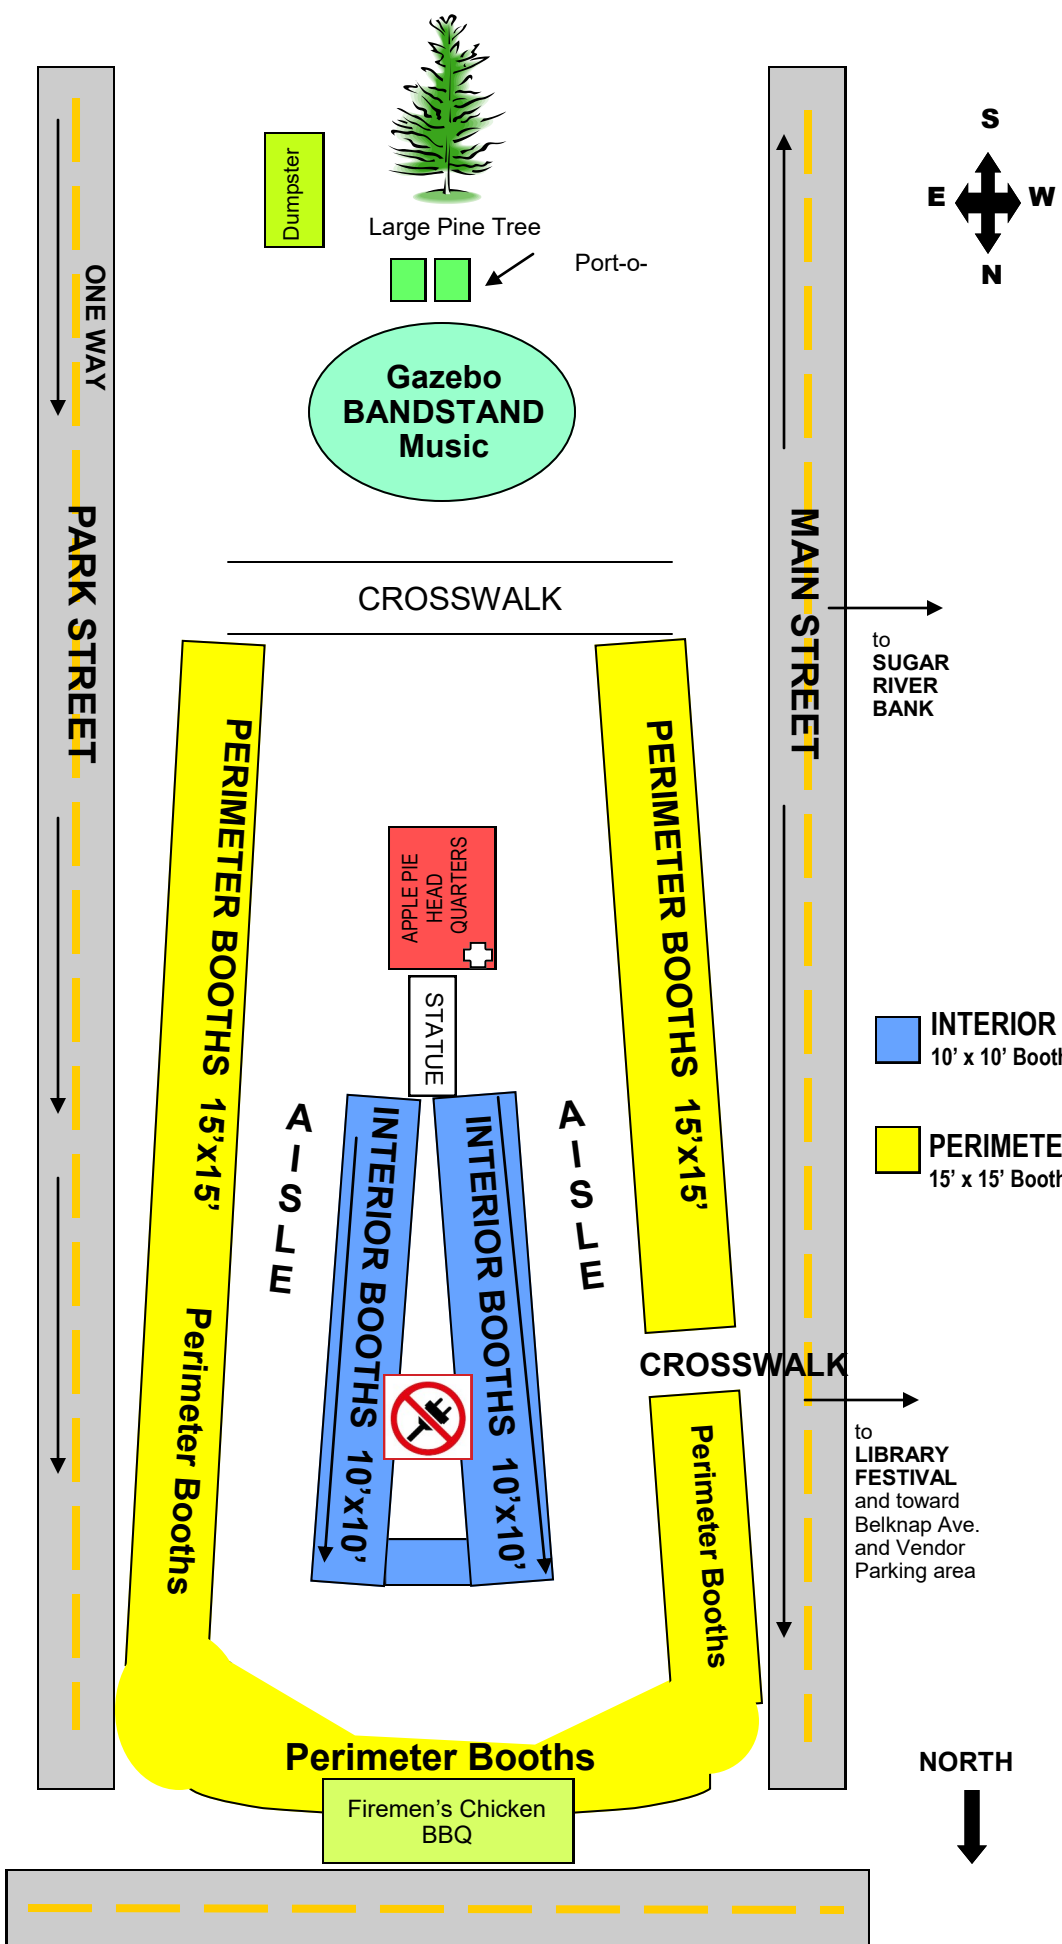 S
E
W
N
Dumpster
Large Pine Tree
Port-o-
ONE WAY
Gazebo
BANDSTAND
Music
PARK STREET
MAIN STREET
CROSSWALK
to
SUGAR
RIVER
BANK
PERIMETER BOOTHS 15'x15'
PERIMETER BOOTHS 15'x15'
APPLE PIE
HEAD
QUARTERS
STATUE
INTERIOR
10' x 10' Booth
PERIMETE
15' x 15' Booth
AISLE
AISLE
INTERIOR BOOTHS 10'x10'
INTERIOR BOOTHS 10'x10'
Perimeter Booths
CROSSWALK
to
LIBRARY
FESTIVAL
and toward
Belknap Ave.
and Vendor
Parking area
Perimeter Booths
Perimeter Booths
NORTH
Firemen's Chicken
BBQ